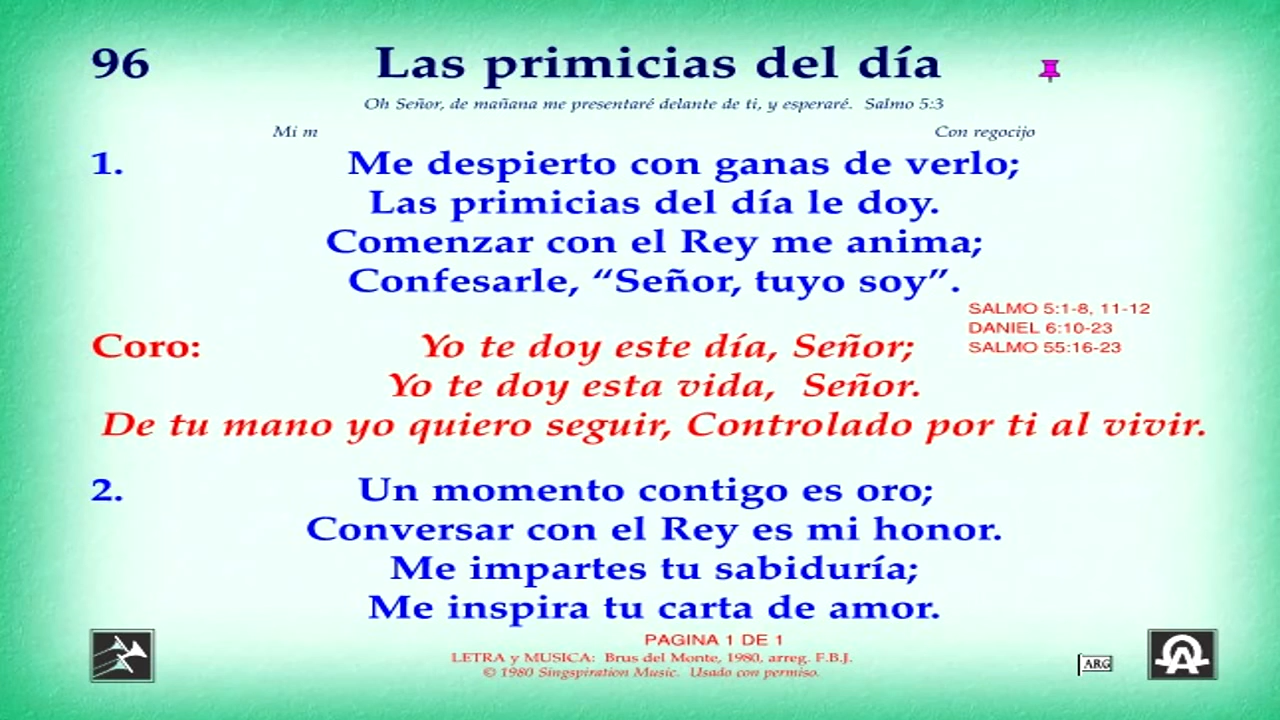 96 Las primicias del día
Oh Señor, de mañana me presentaré delante de ti, y esperaré. Salmo 5:3
Mi m Con regocijo
1. Me despierto con ganas de verlo;
Las primicias del día le doy.
Comenzar con el Rey me anima;
Confesarle, “Señor, tuyo soy”.
SALMO 5:1-8, 11-12
DANIEL 6:10-23
SALMO 55:16-23
Coro: Yo te doy este día, Señor;
Yo te doy esta vida, Señor.
De tu mano yo quiero seguir, Controlado por ti al vivir.
2. Un momento contigo es oro;
Conversar con el Rey es mi honor.
Me impartes tu sabiduría;
Me inspira tu carta de amor.
PAGINA 1 DE 1
LETRA y MUSICA: Brus del Monte, 1980, arreg. F.B.J.
© 1980 Singspiration Music. Usado con permiso.
ARG